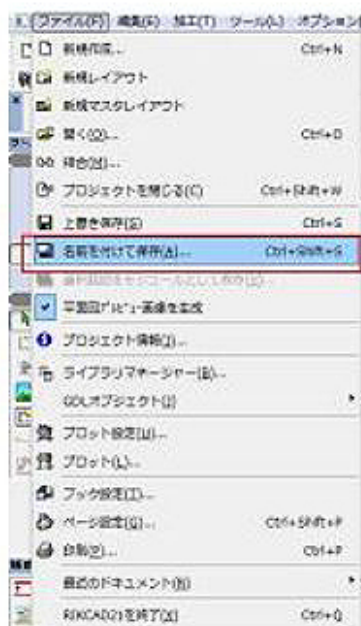 ファイル(F) 編集(E) 加工(T) ツール(L) オプション
新規作成... Ctrl+N
新規レイアウト
新規マスタレイアウト
開く(O)... Ctrl+O
結合(M)...
プロジェクトを閉じる(C) Ctrl+Shift+W
上書き保存(S) Ctrl+S
名前を付けて保存(A)... Ctrl+Shift+S
平面図プレビュー画像を生成
プロジェクト情報(I)...
ライブラリマネージャー(B)...
GDLオブジェクト(J)
プロット設定(U)...
プロット(L)...
フック設定(T)...
ページ設定(G)... Ctrl+Shift+P
印刷(P)... Ctrl+P
最近のドキュメント(N)
RIKCAD21を終了(X) Ctrl+Q